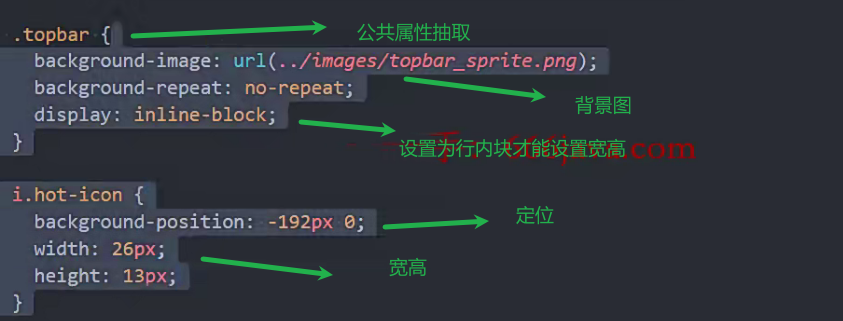 .topbar {
公共属性抽取
background-image: url(../images/topbar_sprite.png);
background-repeat: no-repeat;
背景图
display: inline-block;
设置为行内块才能设置宽高
}
i.hot-icon {
background-position: -192px 0;
定位
width: 26px;
宽高
height: 13px;
}